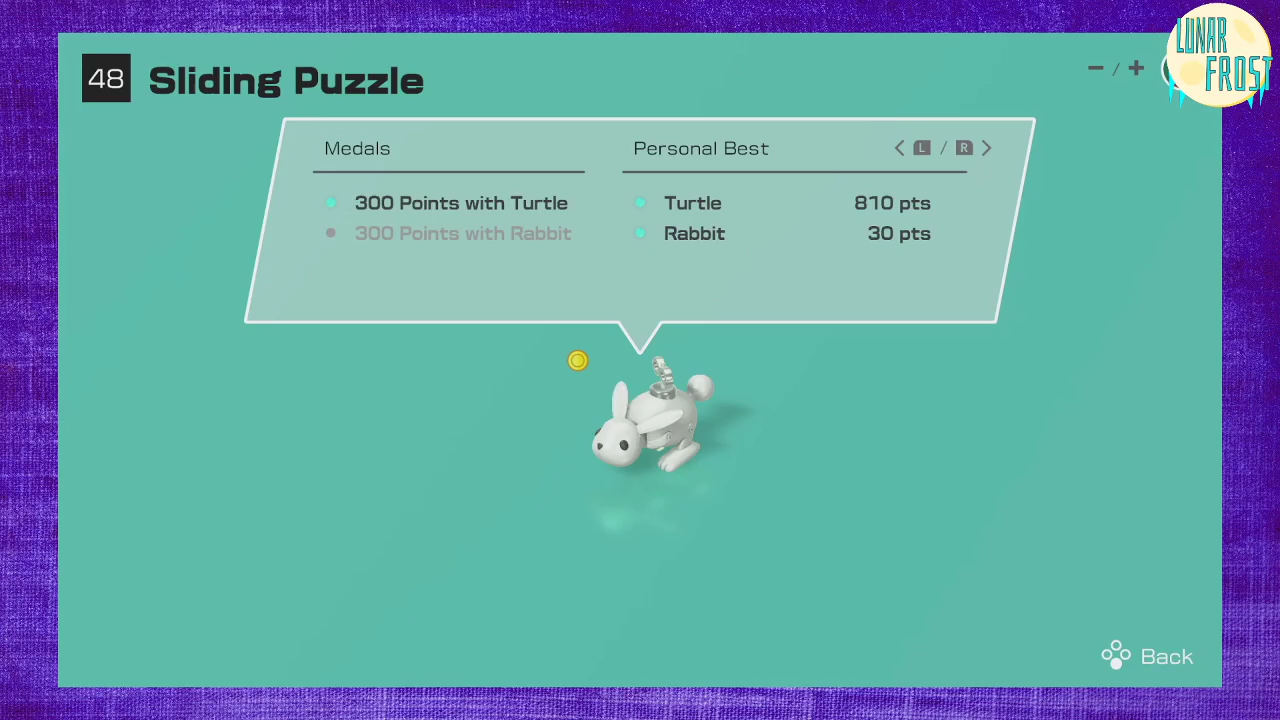 48 Sliding Puzzle
- / +
LUNAR
FROST
Medals
Personal Best
< L / R >
300 Points with Turtle
300 Points with Rabbit
Turtle 810 pts
Rabbit 30 pts
Back